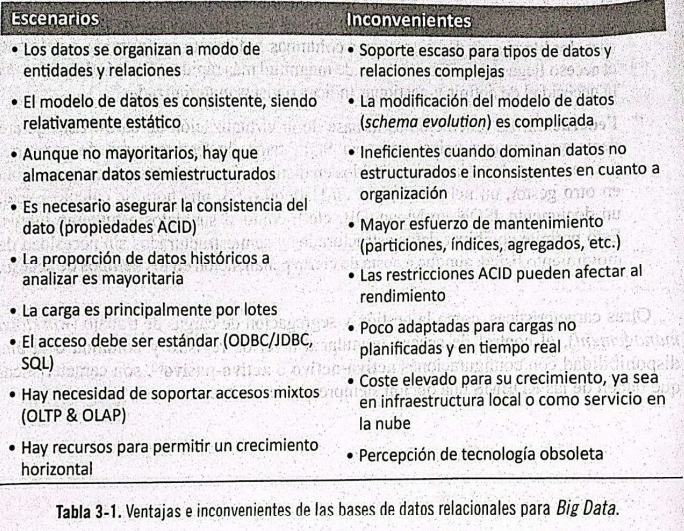 Escenarios
• Los datos se organizan a modo de
entidades y relaciones
• El modelo de datos es consistente, siendo
relativamente estático
• Aunque no mayoritarios, hay que
almacenar datos semiestructurados
• Es necesario asegurar la consistencia del
dato (propiedades ACID)
• La proporción de datos históricos a
analizar es mayoritaria
• La carga es principalmente por lotes
• El acceso debe ser estándar (ODBC/JDBC,
SQL)
• Hay necesidad de soportar accesos mixtos
(OLTP & OLAP)
• Hay recursos para permitir un crecimiento
horizontal
Inconvenientes
• Soporte escaso para tipos de datos y
relaciones complejas
• La modificación del modelo de datos
(schema evolution) es complicada
• Ineficientes cuando dominan datos no
estructurados e inconsistentes en cuanto a
organización
• Mayor esfuerzo de mantenimiento
(particiones, índices, agregados, etc.)
• Las restricciones ACID pueden afectar al
rendimiento
• Poco adaptadas para cargas no
planificadas y en tiempo real
• Coste elevado para su crecimiento, ya sea
en infraestructura local o como servicio en
la nube
• Percepción de tecnología obsoleta
Tabla 3-1. Ventajas e inconvenientes de las bases de datos relacionales para Big Data.